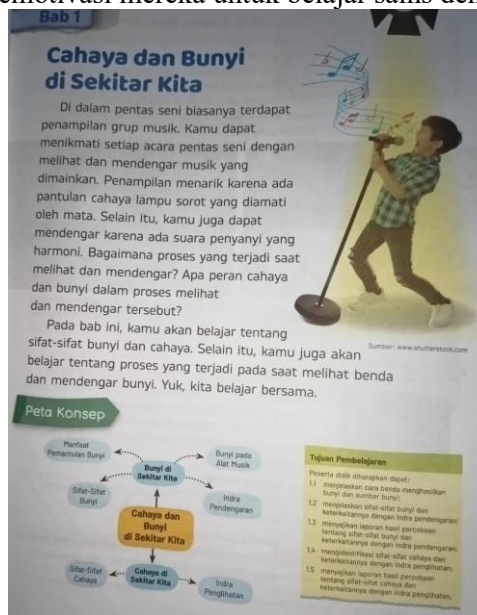 emotivasi mereka untuk belajar sains den
Bab 1
Cahaya dan Bunyi
di Sekitar Kita
Di dalam pentas seni biasanya terdapat
penampilan grup musik. Kamu dapat
menikmati setiap acara pentas seni dengan
melihat dan mendengar musik yang
dimainkan. Penampilan menarik karena ada
pantulan cahaya lampu sorot yang diamati
oleh mata. Selain itu, kamu juga dapat
mendengar karena ada suara penyanyi yang
harmoni. Bagaimana proses yang terjadi saat
melihat dan mendengar? Apa peran cahaya
dan bunyi dalam proses melihat
dan mendengar tersebut?
Pada bab ini, kamu akan belajar tentang
sifat-sifat bunyi dan cahaya. Selain itu, kamu juga akan
belajar tentang proses yang terjadi pada saat melihat benda
dan mendengar bunyi. Yuk, kita belajar bersama.
Sumber: www.shutterstock.com
Peta Konsep
Manfaat
Pemantulan Bunyi
Bunyi pada
Alat Musik
Bunyi di
Sekitar Kita
Sifat-Sifat
Bunyi
Indra
Pendengaran
Cahaya dan
Bunyi
di Sekitar Kita
Sifat-Sifat
Cahaya
Cahaya di
Sekitar Kita
Indra
Penglihatan
Tujuan Pembelajaran
Peserta didik diharapkan dapat:
1.1 menjelaskan cara benda menghasilkan
bunyi dan sumber bunyi;
1.2 menjelaskan sifat-sifat bunyi dan
keterkaitannya dengan indra pendengaran;
1.3 menyajikan laporan hasil percobaan
tentang sifat-sifat bunyi dan
keterkaitannya dengan indra pendengaran;
1.4 mengidentifikasi sifat-sifat cahaya dan
keterkaitannya dengan indra penglihatan;
1.5 menyajikan laporan hasil percobaan
tentang sifat-sifat cahaya dan
keterkaitannya dengan indra penglihatan.